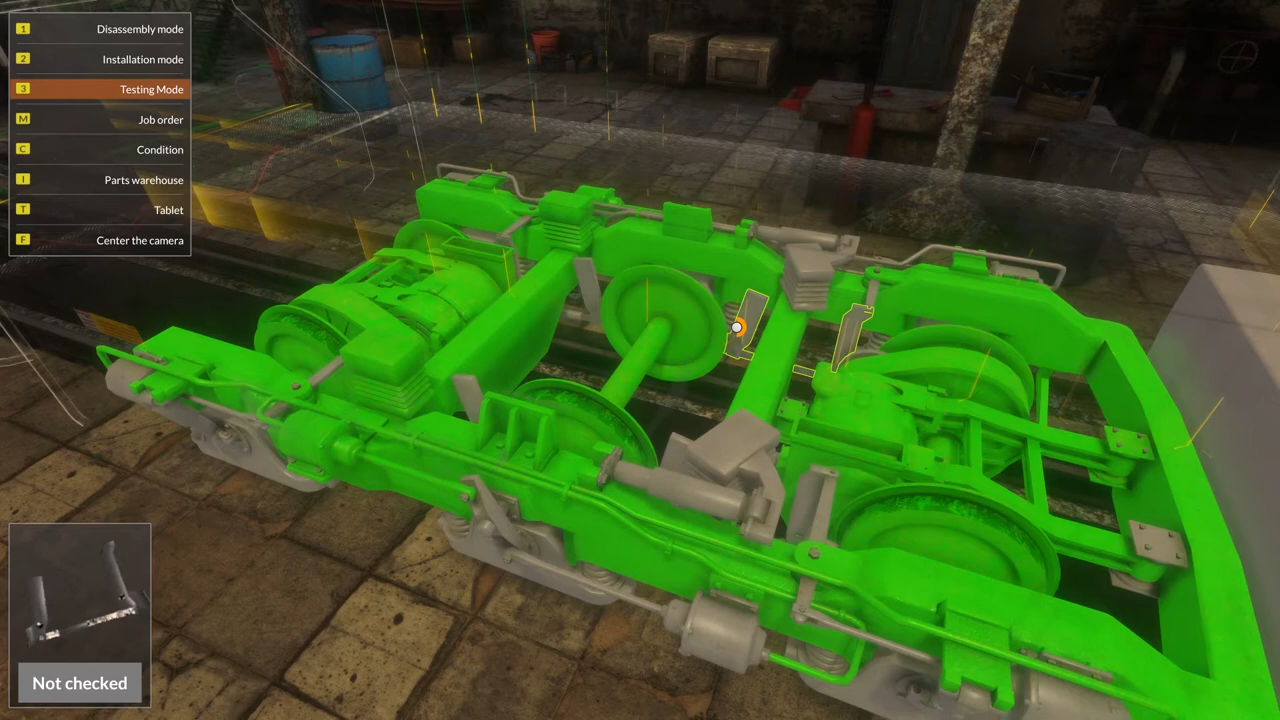 1 Disassembly mode
2 Installation mode
3 Testing Mode
M Job order
C Condition
I Parts warehouse
T Tablet
F Center the camera
Not checked